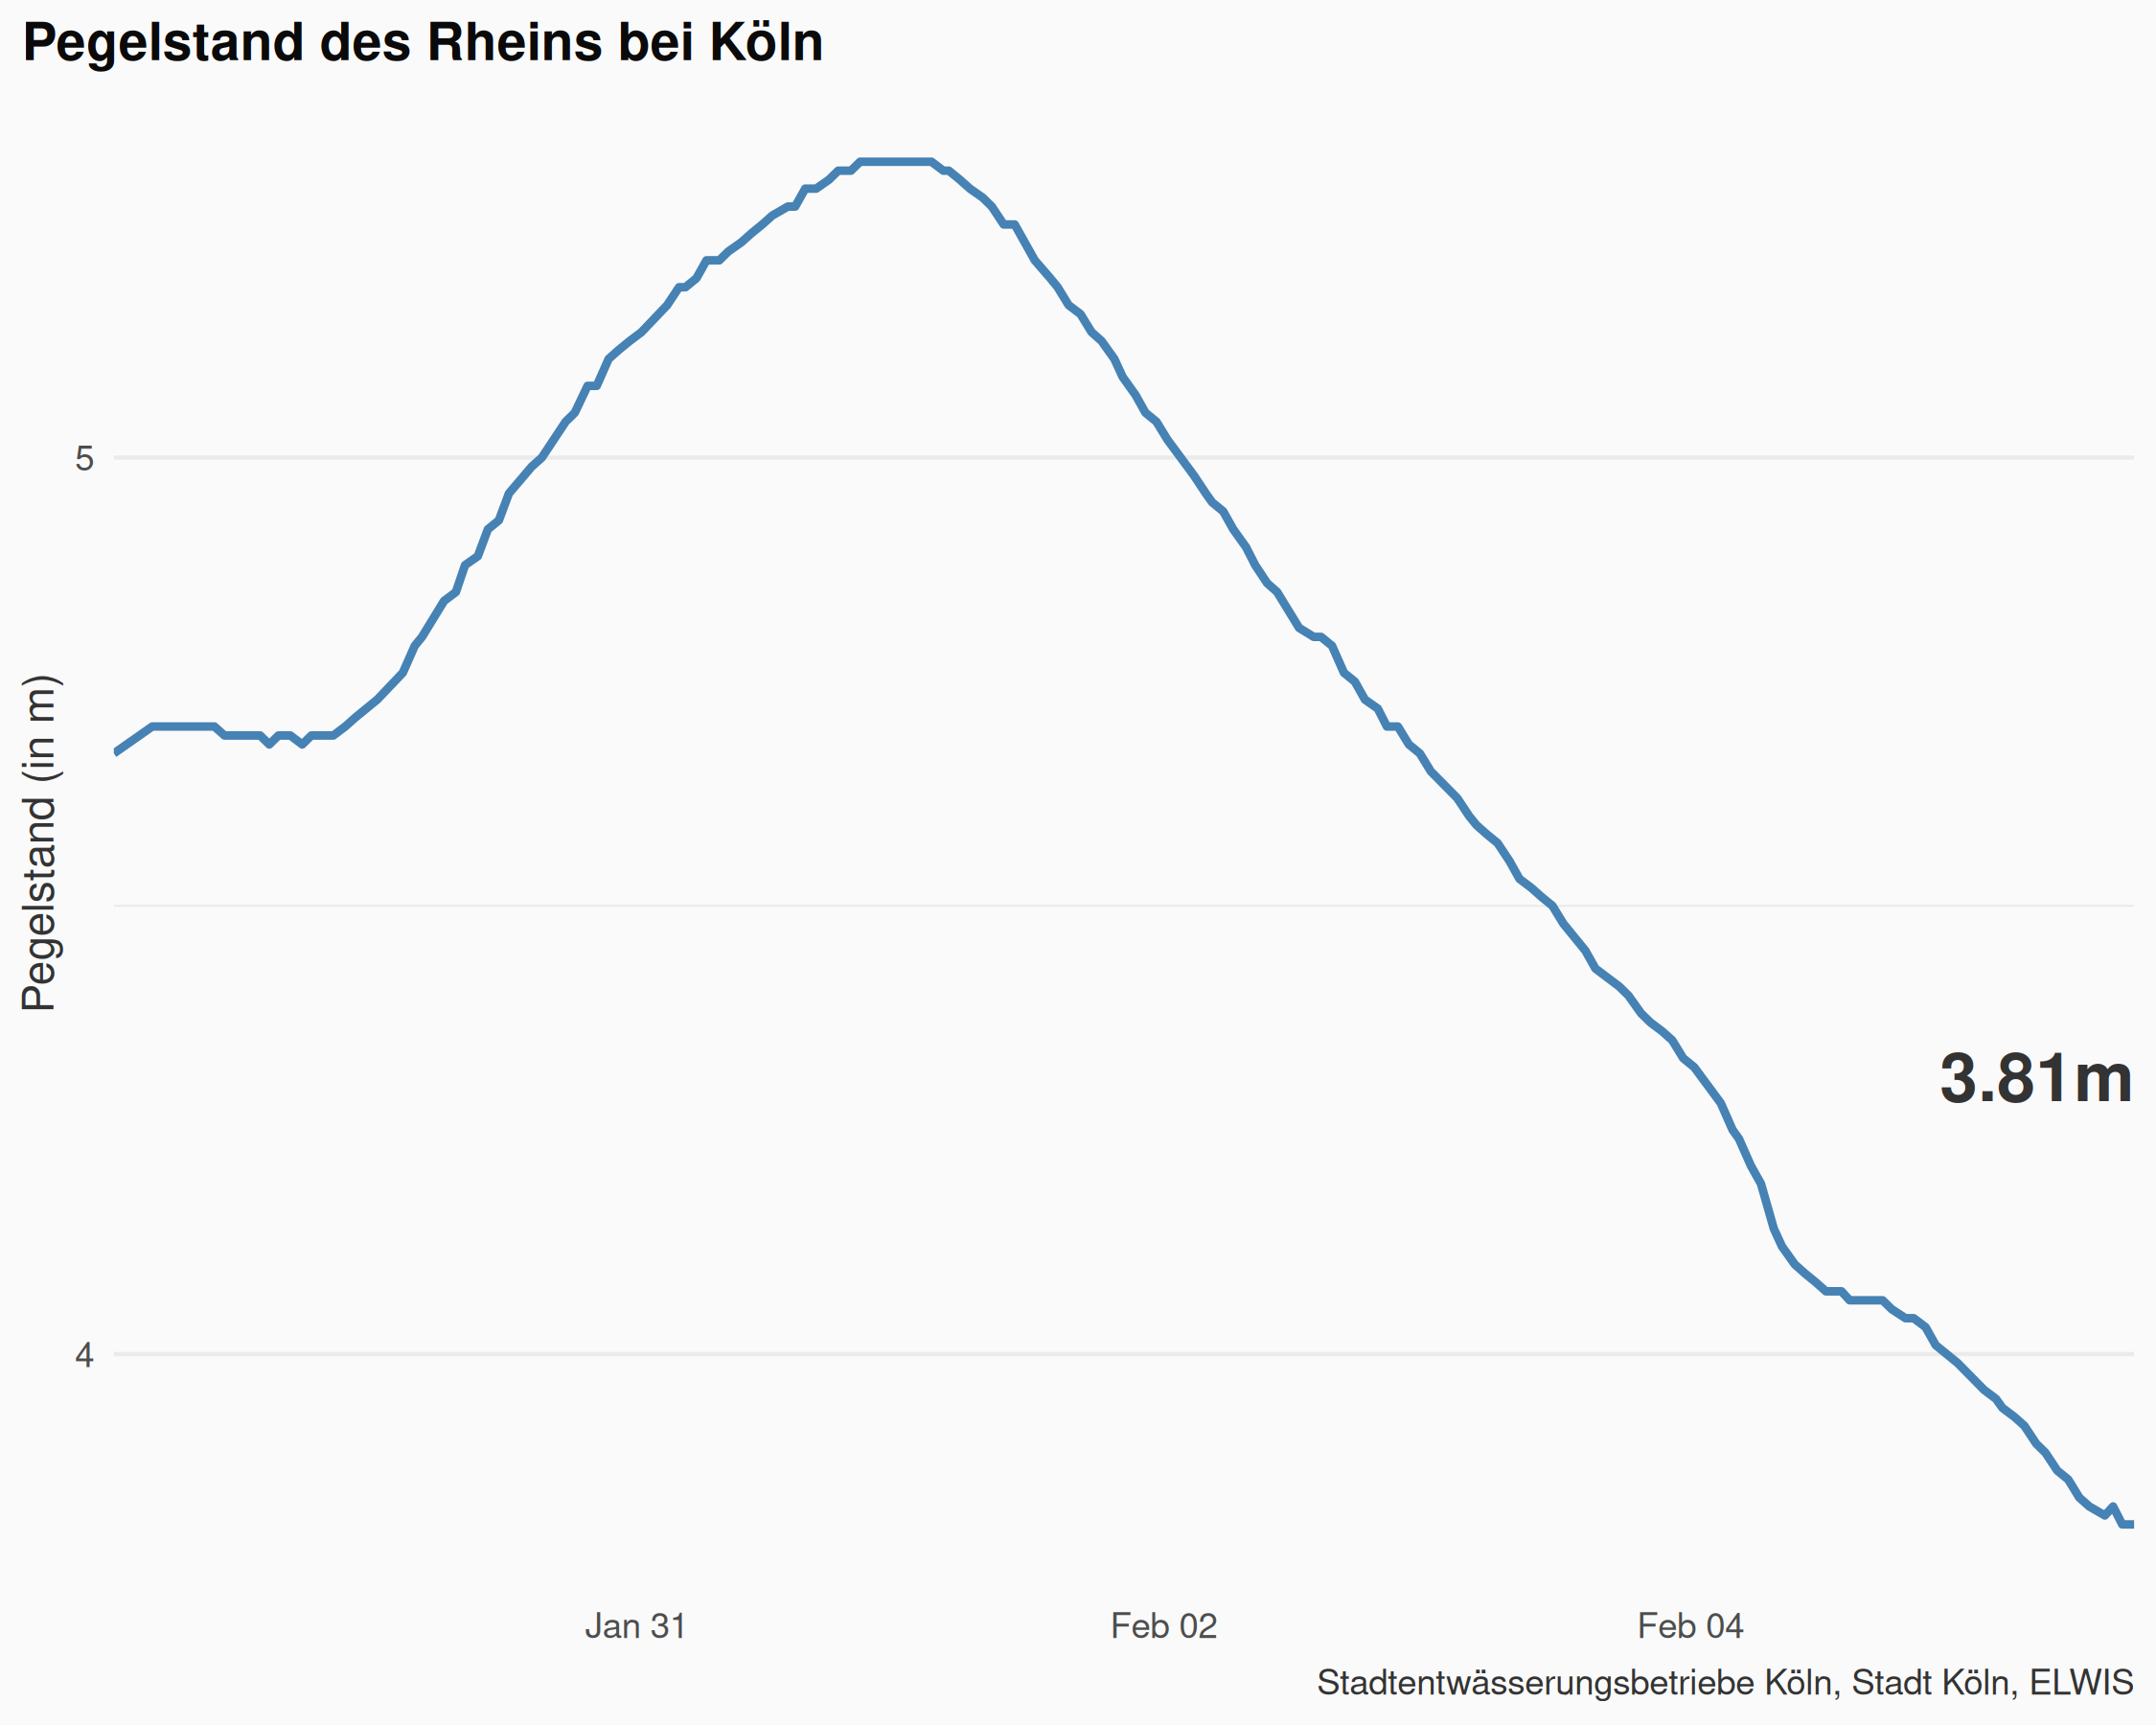 Pegelstand des Rheins bei Köln
Pegelstand (in m)
5
4
3.81m
Jan 31
Feb 02
Feb 04
Stadtentwässerungsbetriebe Köln, Stadt Köln, ELWIS